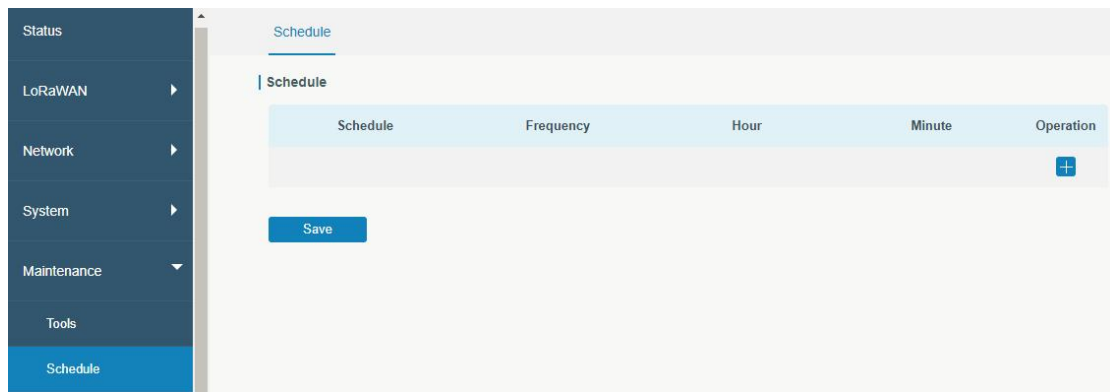 Status
LoRaWAN
Network
System
Maintenance
Tools
Schedule
Schedule
Schedule
Schedule Frequency Hour Minute Operation
Save